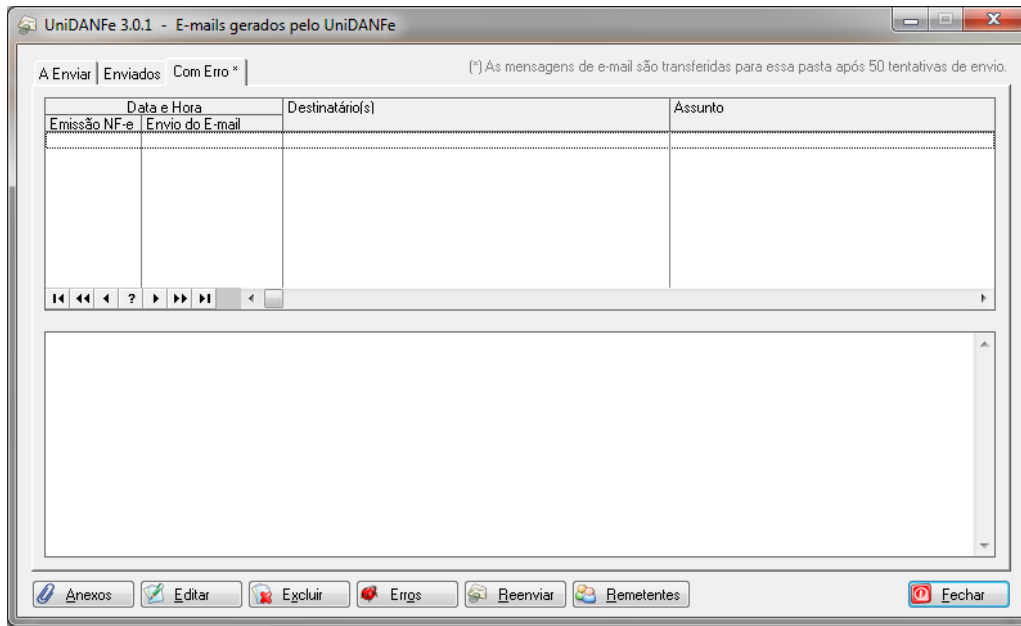 UniDANFe 3.0.1 - E-mails gerados pelo UniDANFe
A Enviar Enviados Com Erro *
(*) As mensagens de e-mail são transferidas para essa pasta após 50 tentativas de envio.
Data e Hora Destinatário(s) Assunto
Emissão NF-e Envio do E-mail
?
Anexos Editar Excluir Erros Reenviar Remetentes Fechar